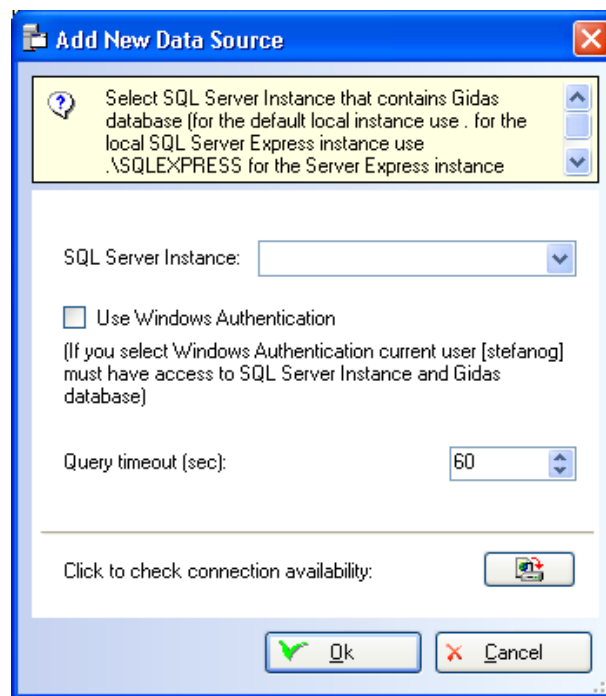 Add New Data Source
Select SQL Server Instance that contains Gidas
database (for the default local instance use . for the
local SQL Server Express instance use
.\SQLEXPRESS for the Server Express instance
SQL Server Instance:
Use Windows Authentication
(If you select Windows Authentication current user [stefanog]
must have access to SQL Server Instance and Gidas
database)
Query timeout (sec): 60
Click to check connection availability:
Ok Cancel